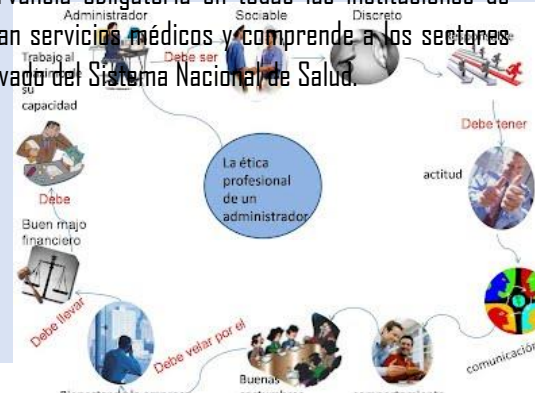 Administrador
Sociable
Discreto
an servicios médicos y comprende a los sectores
vado del Sistema Nacional de Salud.
Debe ser
Trabajo al
su
capacidad
Debe tener
actitud
La ética
profesional
de un
administrador
Debe
Buen majo
financiero
Debe llevar
Debe velar por el
Buenas
comunicación